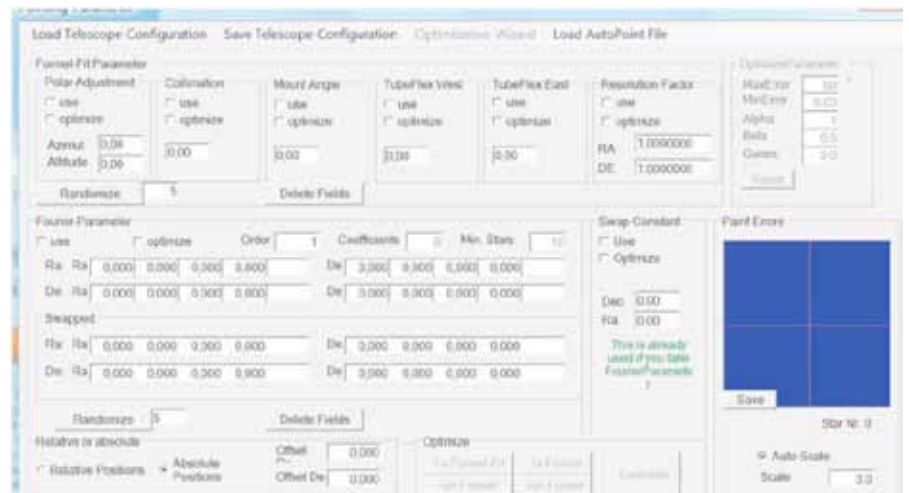 Load Telescope Configuration Save Telescope Configuration Optimization Wizard Load AutoPoint File
Polar Adjustment Collimation Mount Angle TubeFlex West TubeFlex East Resolution Factor
use use use use use use
optimize optimize optimize optimize optimize optimize
MaxError
MinError
Alpha 1
Beta
Azimut 0,00
Altitude 0,00
0,00 0,00 0,00 0,00
RA 1.0000000
DE 1.0000000
Randomize 5 Delete Fields
Fourier Parameter
use optimize Order 1 Coefficients Min. Stars 10
Ra Ra 0,000 0,000 0,000 0,000 De 0,000 0,000 0,000 0,000
De Ra 0,000 0,000 0,000 0,000 De 0,000 0,000 0,000 0,000
Swapped
Ra Ra 0,000 0,000 0,000 0,000 De 0,000 0,000 0,000 0,000
De Ra 0,000 0,000 0,000 0,000 De 0,000 0,000 0,000 0,000
Randomize 5 Delete Fields
Swap Constant
Use
Optimize
Dec 0.00
Ra 0.00
This is already
used if you take
Point Errors
Save
Star Nr. 0
Auto Scale
Scale 3.0
Relative or absolute
Relative Positions Absolute Positions
Offset 0,000
Offset De 0,000
Optimize